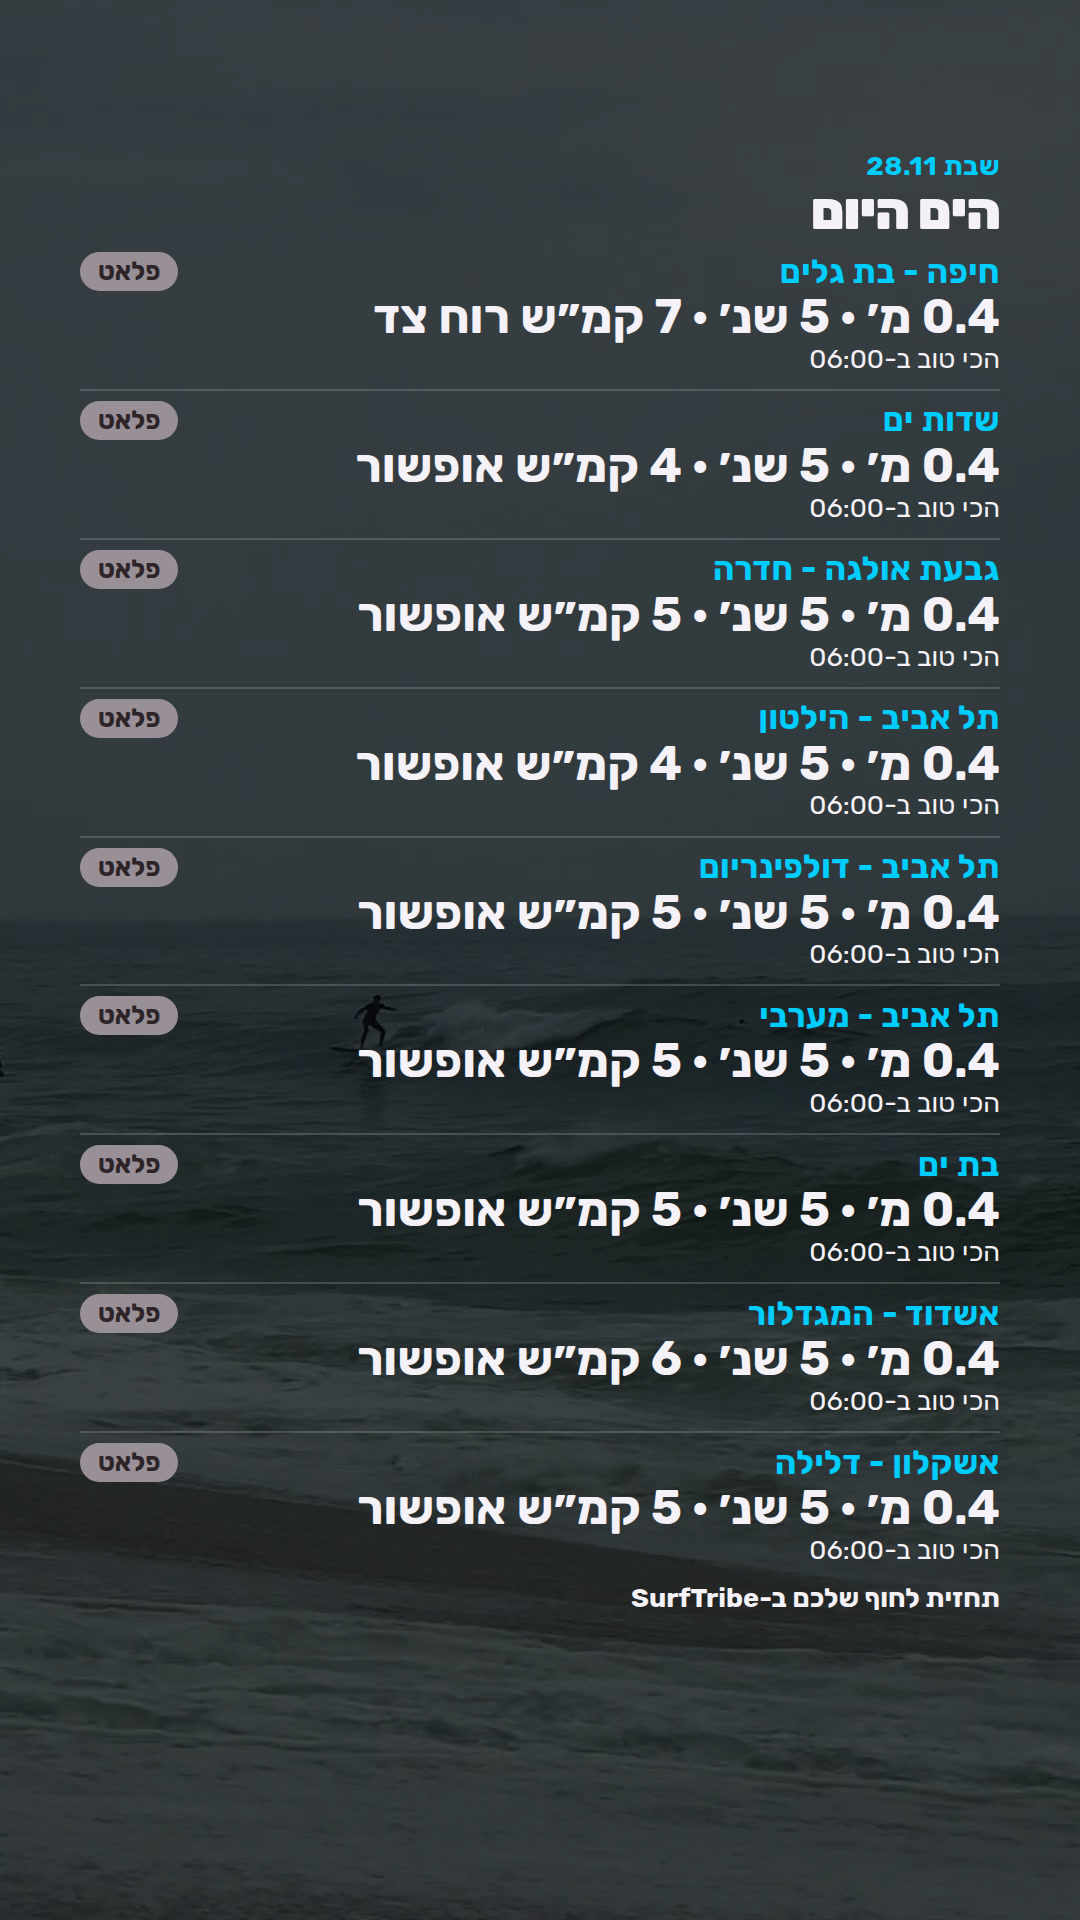 שבת 28.11
הים היום
חיפה - בת גלים
פלאט
0.4 מ׳ • 5 שנ׳ • 7 קמ״ש רוח צד
הכי טוב ב-06:00
שדות ים
פלאט
0.4 מ׳ • 5 שנ׳ • 4 קמ״ש אופשור
הכי טוב ב-06:00
גבעת אולגה - חדרה
פלאט
0.4 מ׳ • 5 שנ׳ • 5 קמ״ש אופשור
הכי טוב ב-06:00
תל אביב - הילטון
פלאט
0.4 מ׳ • 5 שנ׳ • 4 קמ״ש אופשור
הכי טוב ב-06:00
תל אביב - דולפינריום
פלאט
0.4 מ׳ • 5 שנ׳ • 5 קמ״ש אופשור
הכי טוב ב-06:00
תל אביב - מערבי
פלאט
0.4 מ׳ • 5 שנ׳ • 5 קמ״ש אופשור
הכי טוב ב-06:00
בת ים
פלאט
0.4 מ׳ • 5 שנ׳ • 5 קמ״ש אופשור
הכי טוב ב-06:00
אשדוד - המגדלור
פלאט
0.4 מ׳ • 5 שנ׳ • 6 קמ״ש אופשור
הכי טוב ב-06:00
אשקלון - דלילה
פלאט
0.4 מ׳ • 5 שנ׳ • 5 קמ״ש אופשור
הכי טוב ב-06:00
תחזית לחוף שלכם ב-SurfTribe